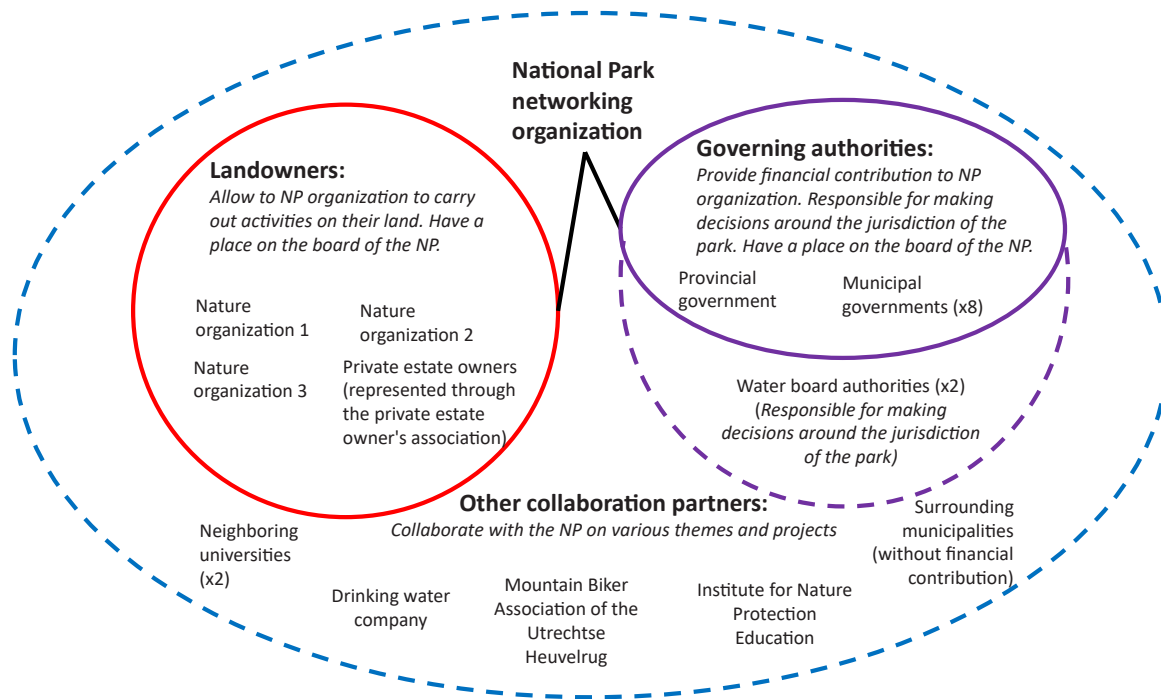 National Park
networking
organization
Landowners:
Allow to NP organization to carry
out activities on their land. Have a
place on the board of the NP.
Nature
organization 1
Nature
organization 2
Nature
organization 3
Private estate owners
(represented through
the private estate
owner's association)
Governing authorities:
Provide financial contribution to NP
organization. Responsible for making
decisions around the jurisdiction of the
park. Have a place on the board of the NP.
Provincial
government
Municipal
governments (x8)
Water board authorities (x2)
(Responsible for making
decisions around the jurisdiction
of the park)
Other collaboration partners:
Collaborate with the NP on various themes and projects
Neighboring
universities
(x2)
Drinking water
company
Mountain Biker
Association of the
Utrechtse
Heuvelrug
Institute for Nature
Protection
Education
Surrounding
municipalities
(without financial
contribution)